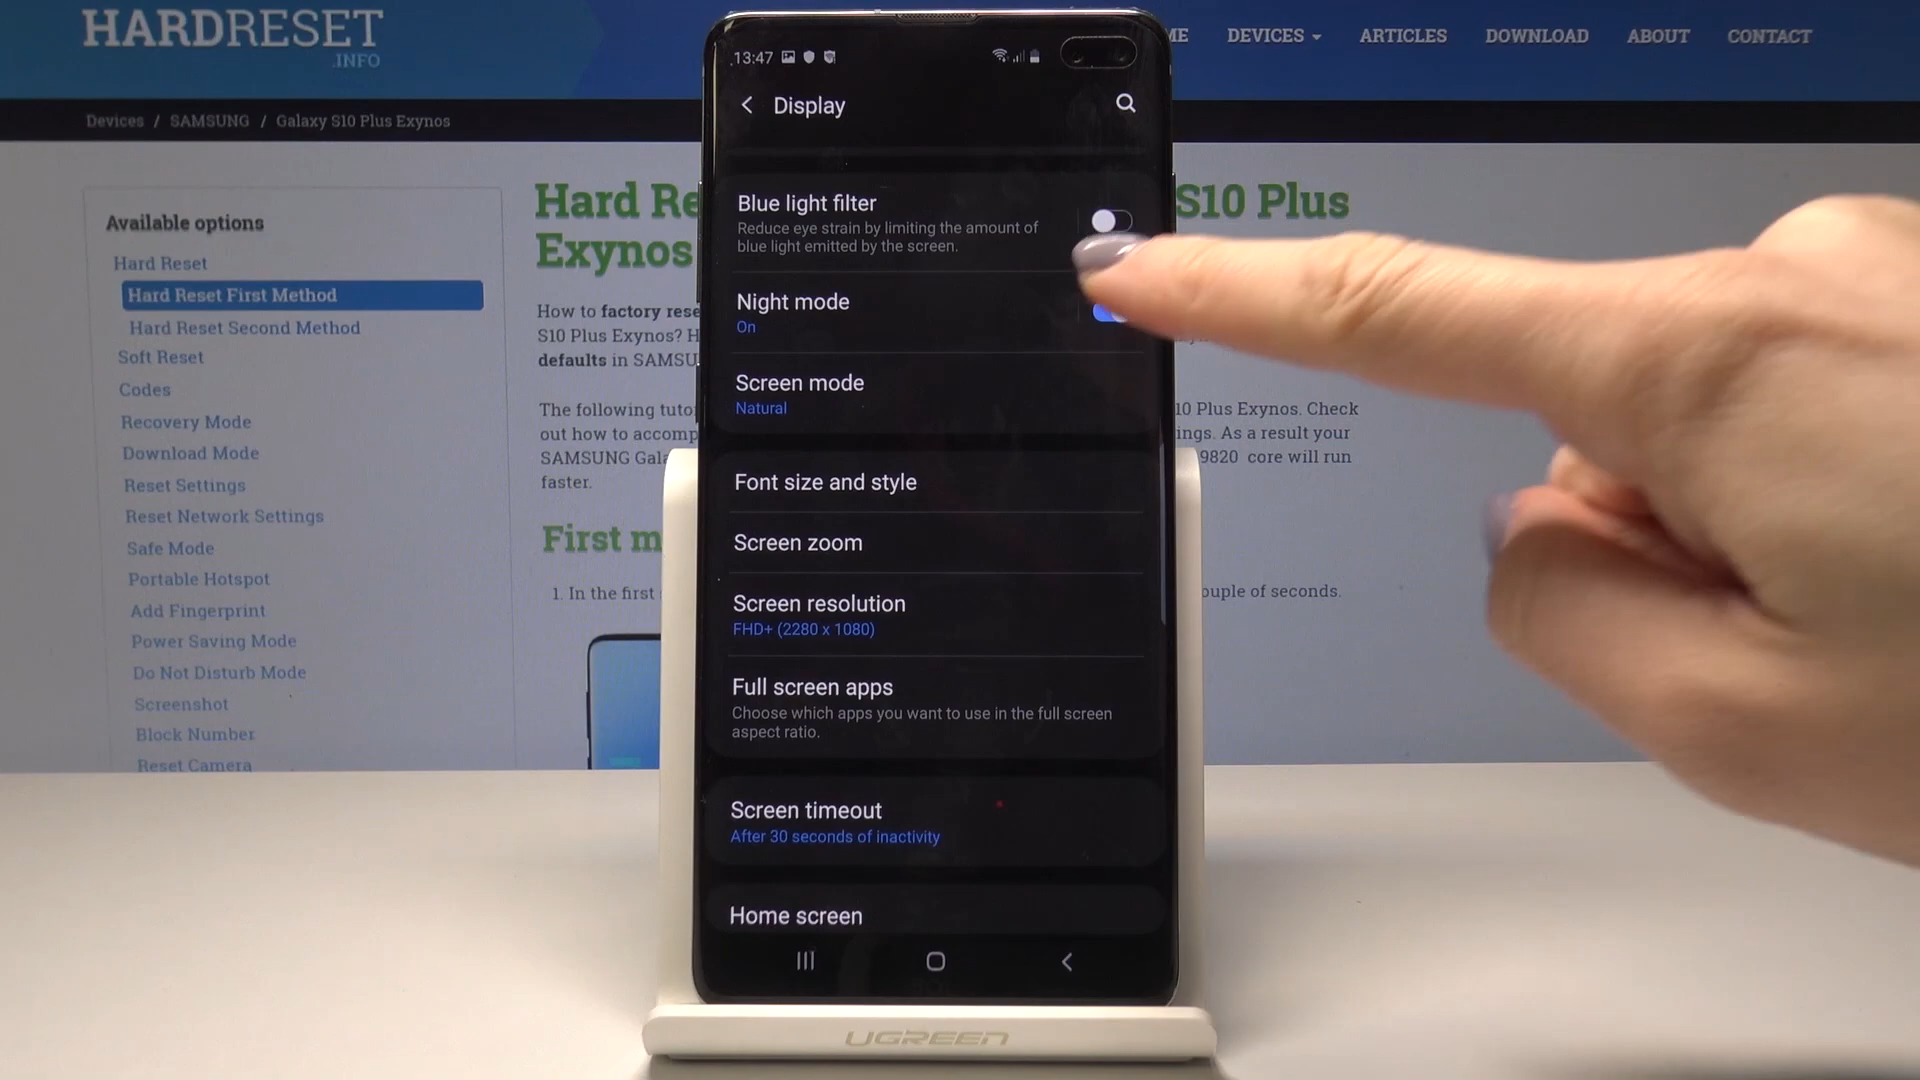 HARDRESET
.INFO
DEVICES
ARTICLES
DOWNLOAD
ABOUT
CONTACT
Devices / SAMSUNG / Galaxy S10 Plus Exynos
Available options
Hard Reset
Hard Reset First Method
Hard Reset Second Method
Soft Reset
Codes
Recovery Mode
Download Mode
Reset Settings
Reset Network Settings
Safe Mode
Portable Hotspot
Add Fingerprint
Power Saving Mode
Do Not Disturb Mode
Screenshot
Block Number
Reset Camera
Hard Re
Exynos
How to factory rese
S10 Plus Exynos? H
defaults in SAMSU
The following tuto
out how to accomp
SAMSUNG Gala
faster.
First m
1. In the first
13:47
Display
Blue light filter
Reduce eye strain by limiting the amount of
blue light emitted by the screen.
Night mode
On
Screen mode
Natural
Font size and style
Screen zoom
Screen resolution
FHD+ (2280 x 1080)
Full screen apps
Choose which apps you want to use in the full screen
aspect ratio.
Screen timeout
After 30 seconds of inactivity
Home screen
S10 Plus
10 Plus Exynos. Check
ings. As a result your
9820 core will run
ouple of seconds.
UGREEN